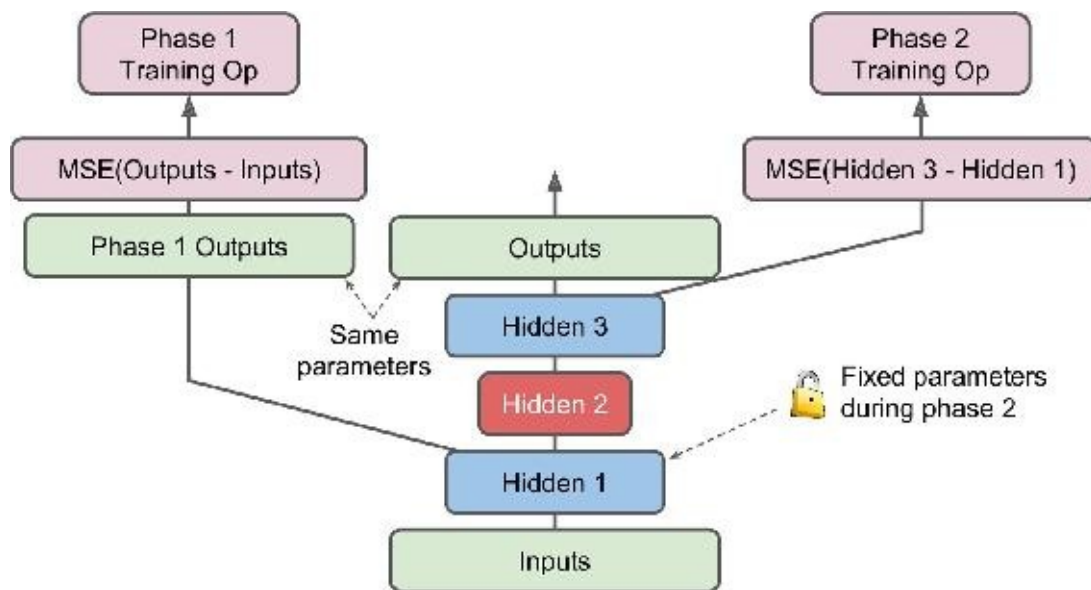 Phase 1
Training Op
Phase 2
Training Op
MSE(Outputs - Inputs)
MSE(Hidden 3 - Hidden 1)
Phase 1 Outputs
Outputs
Same
parameters
Hidden 3
Hidden 2
Fixed parameters
during phase 2
Hidden 1
Inputs